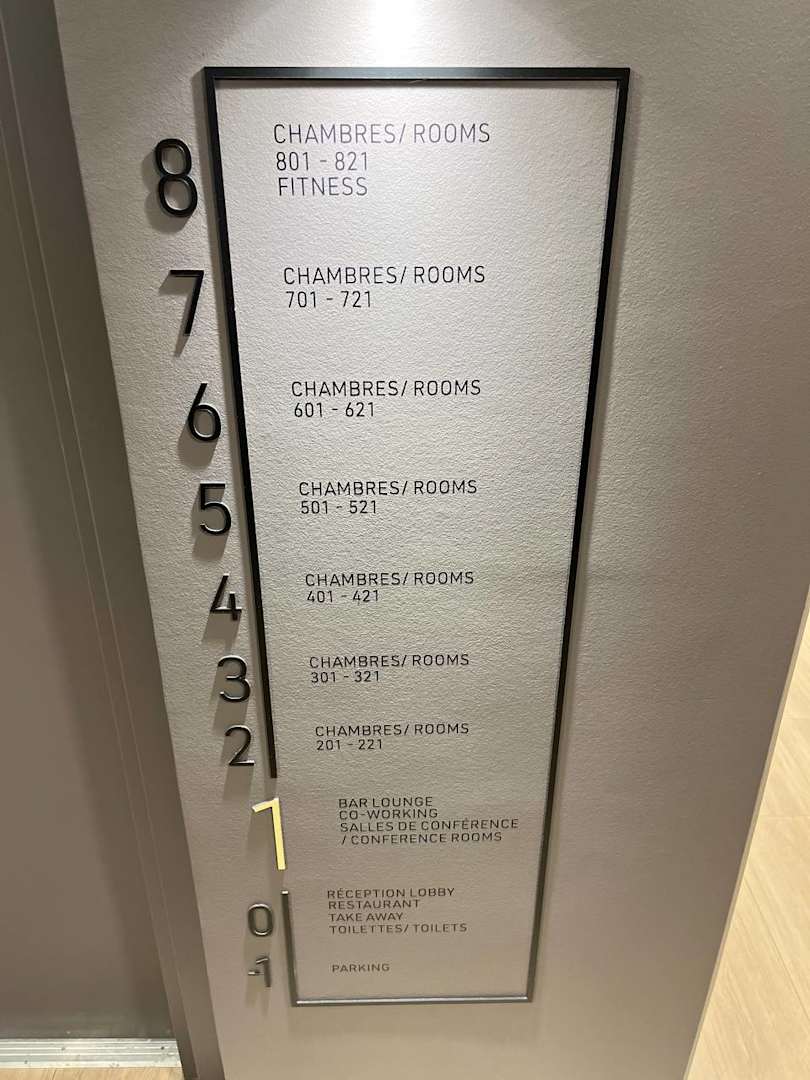 8
CHAMBRES/ ROOMS
801 - 821
FITNESS
7
CHAMBRES/ ROOMS
701 - 721
6
CHAMBRES/ ROOMS
601 - 621
5
CHAMBRES/ ROOMS
501 - 521
4
CHAMBRES/ ROOMS
401 - 421
3
CHAMBRES/ ROOMS
301 - 321
2
CHAMBRES/ ROOMS
201 - 221
1
BAR LOUNGE
CO-WORKING
SALLES DE CONFÉRENCE
/ CONFERENCE ROOMS
0
RÉCEPTION LOBBY
RESTAURANT
TAKE AWAY
TOILETTES/ TOILETS
-1
PARKING